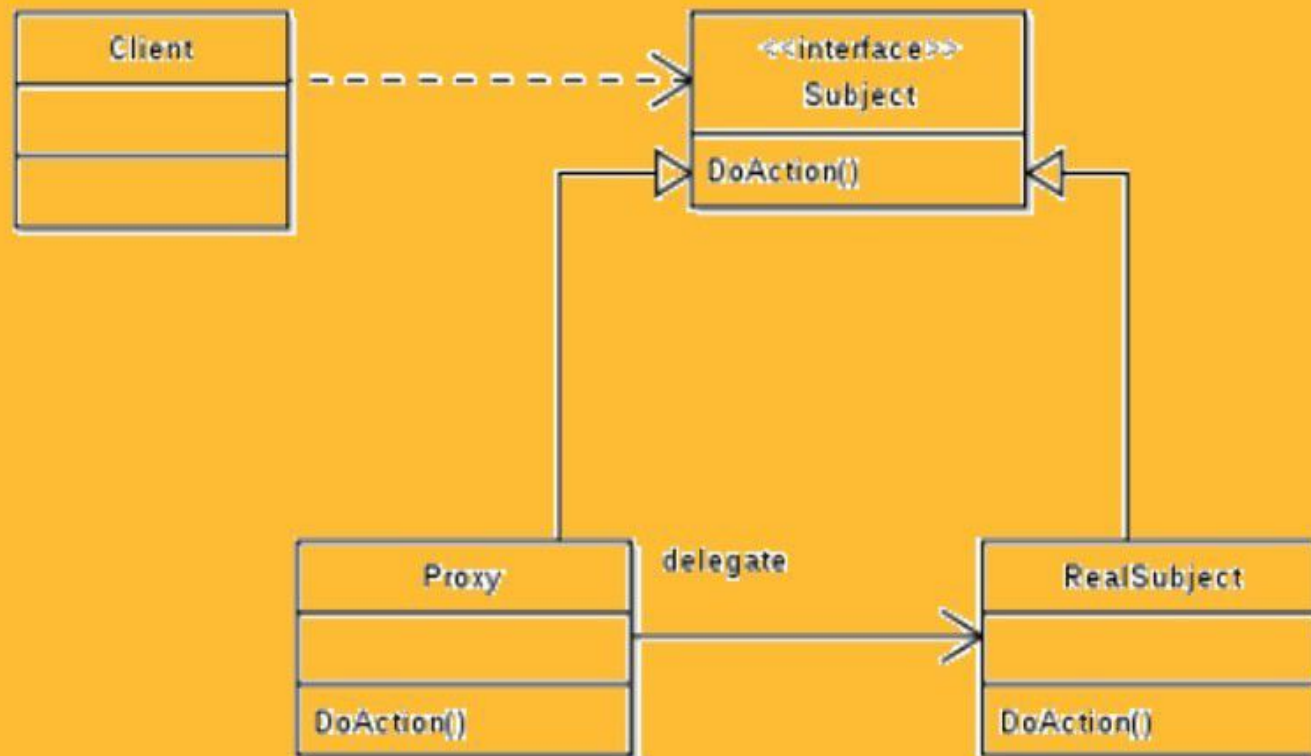 Client
<<interface>>
Subject
DoAction()
Proxy
delegate
RealSubject
DoAction()
DoAction()